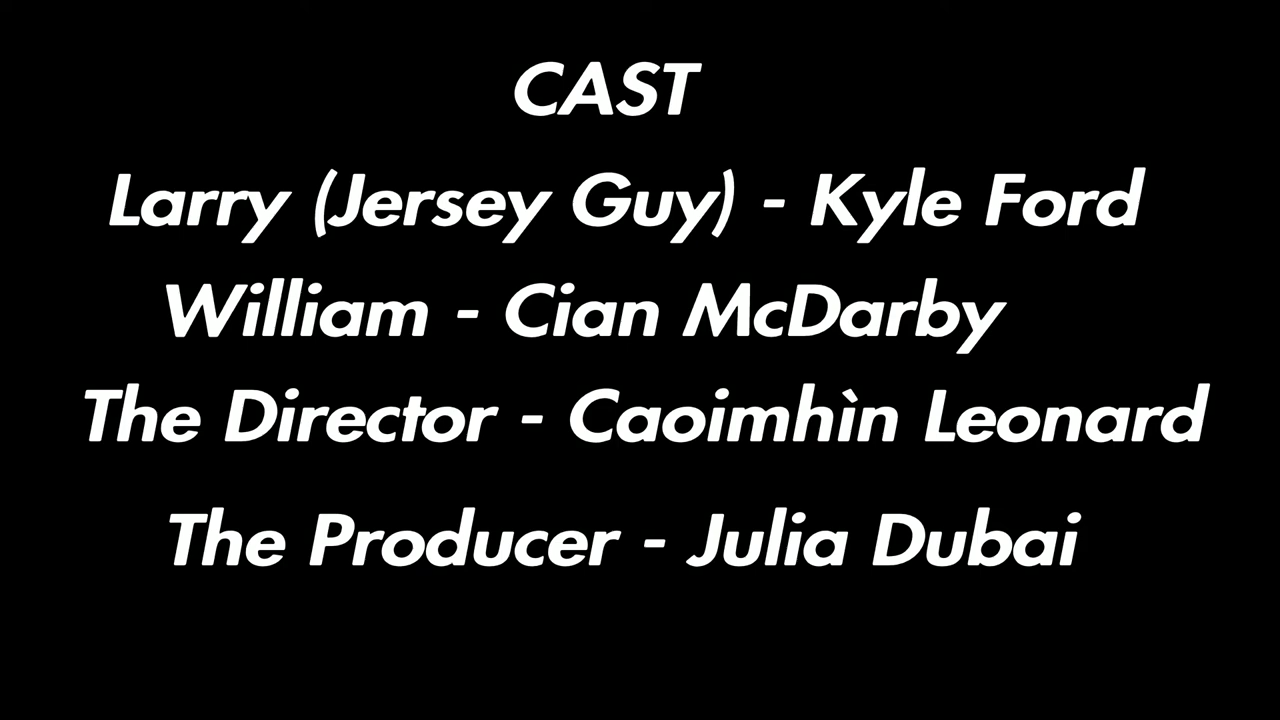 CAST
Larry (Jersey Guy) - Kyle Ford
William - Cian McDarby
The Director - Caoimhìn Leonard
The Producer - Julia Dubai